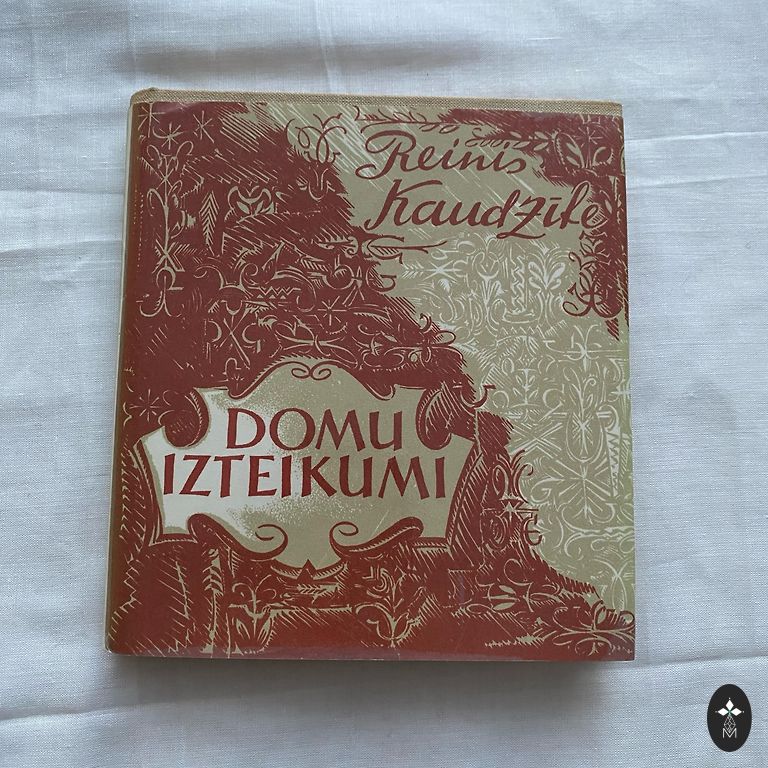 Reinis
Kaudzīte
DOMU
IZTEIKUMI
M